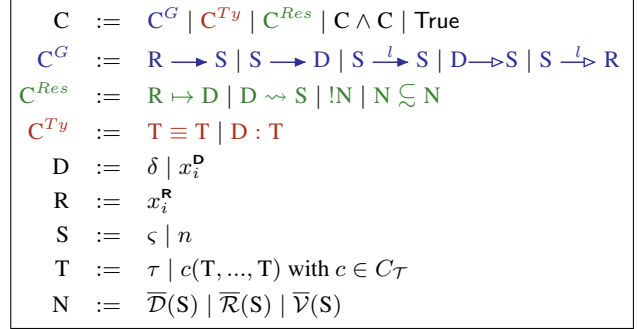 C := C^G | C^{Ty} | C^{Res} | C ∧ C | True
C^G := R ⟶ S | S ⟶ D | S —l→ S | D —▷ S | S —l▷ R
C^{Res} := R ↦ D | D ⇝ S | !N | N ⊊∼ N
C^{Ty} := T ≡ T | D : T
D := δ | x_i^D
R := x_i^R
S := ς | n
T := τ | c(T, ..., T) with c ∈ C_𝒯
N := 𝒟̅(S) | ℛ̅(S) | 𝒱̅(S)